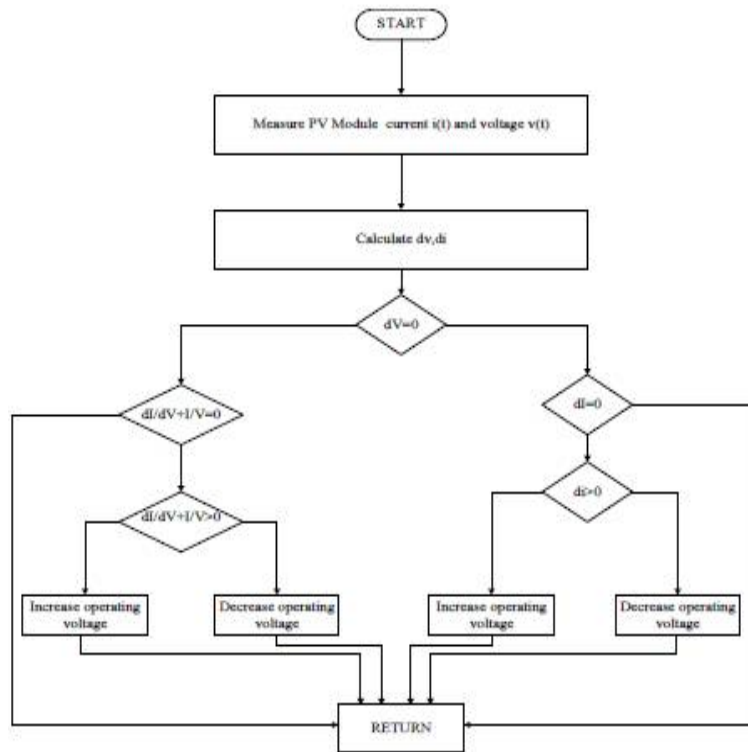 START
Measure PV Module current i(t) and voltage v(t)
Calculate dv,di
dV=0
dI/dV+I/V=0
dI=0
dI/dV+I/V>0
di>0
Increase operating
voltage
Decrease operating
voltage
Increase operating
voltage
Decrease operating
voltage
RETURN